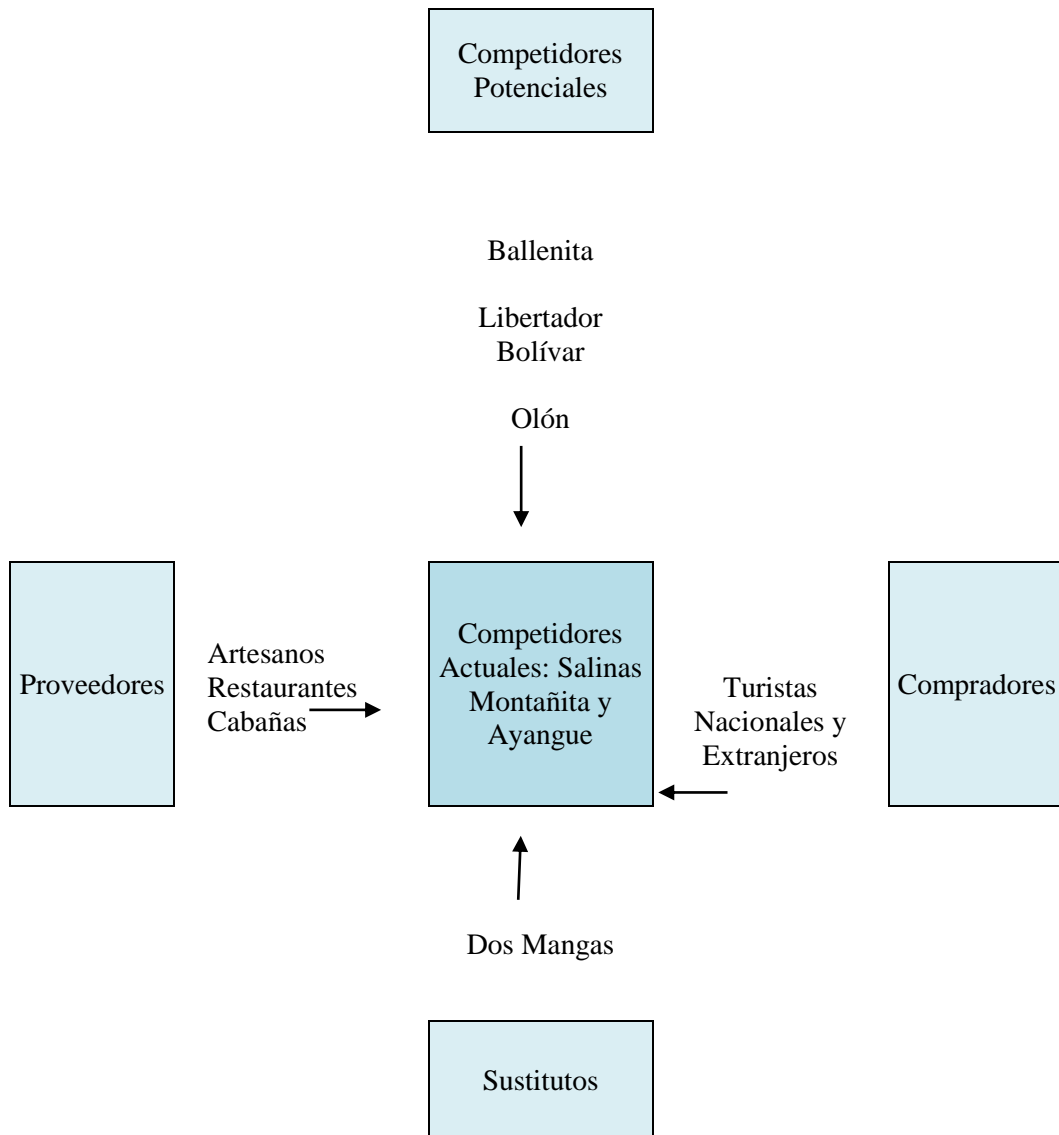 Competidores
Potenciales
Ballenita
Libertador
Bolívar
Olón
Proveedores
Artesanos
Restaurantes
Cabañas
Competidores
Actuales: Salinas
Montañita y
Ayangue
Turistas
Nacionales y
Extranjeros
Compradores
Dos Mangas
Sustitutos